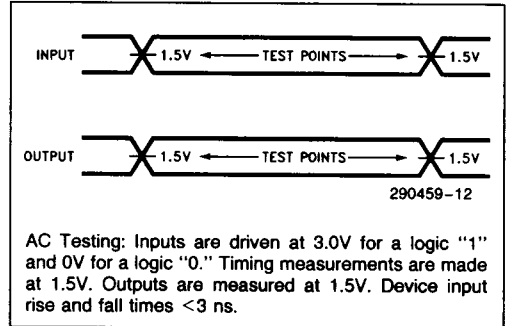 INPUT 1.5V TEST POINTS 1.5V
OUTPUT 1.5V TEST POINTS 1.5V
290459-12
AC Testing: Inputs are driven at 3.0V for a logic "1"
and 0V for a logic "0." Timing measurements are made
at 1.5V. Outputs are measured at 1.5V. Device input
rise and fall times <3 ns.